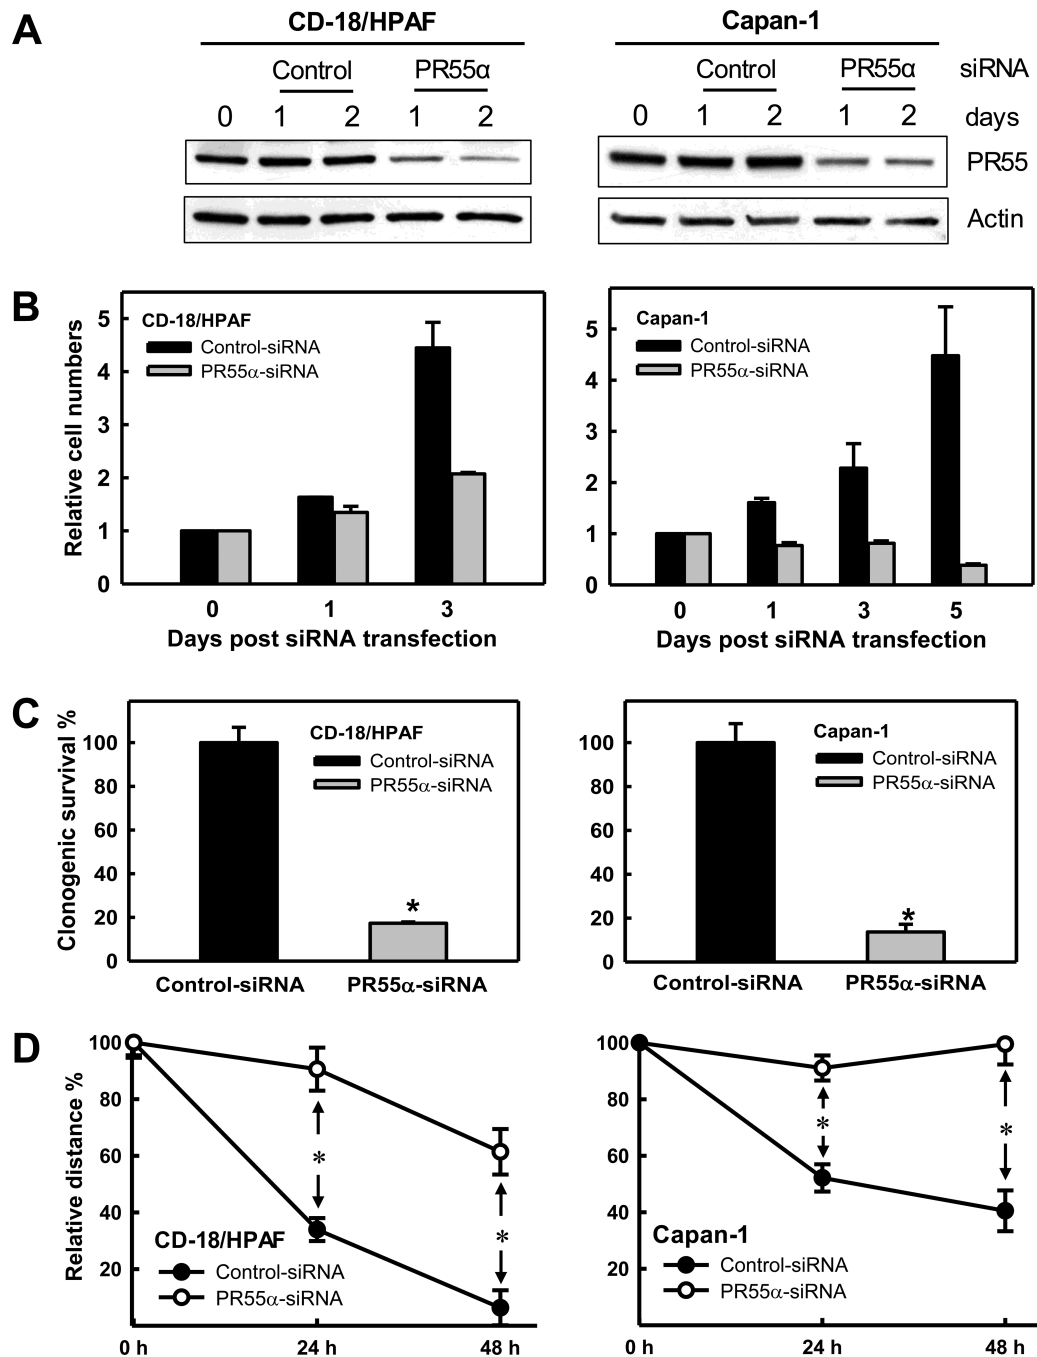 A
CD-18/HPAF Capan-1
Control PR55α Control PR55α siRNA
0 1 2 1 2 0 1 2 1 2 days
PR55
Actin
B
CD-18/HPAF
Control-siRNA
PR55α-siRNA
Relative cell numbers
5
4
3
2
1
0
0 1 3
Days post siRNA transfection
Capan-1
Control-siRNA
PR55α-siRNA
5
4
3
2
1
0
0 1 3 5
Days post siRNA transfection
C
CD-18/HPAF
Control-siRNA
PR55α-siRNA
Clonogenic survival %
100
80
60
40
20
0
*
Control-siRNA PR55α-siRNA
Capan-1
Control-siRNA
PR55α-siRNA
100
80
60
40
20
0
*
Control-siRNA PR55α-siRNA
D
Relative distance %
100
80
60
40
20
* *
CD-18/HPAF
Control-siRNA
PR55α-siRNA
0 h 24 h 48 h
100
80
60
40
20
* *
Capan-1
Control-siRNA
PR55α-siRNA
0 h 24 h 48 h